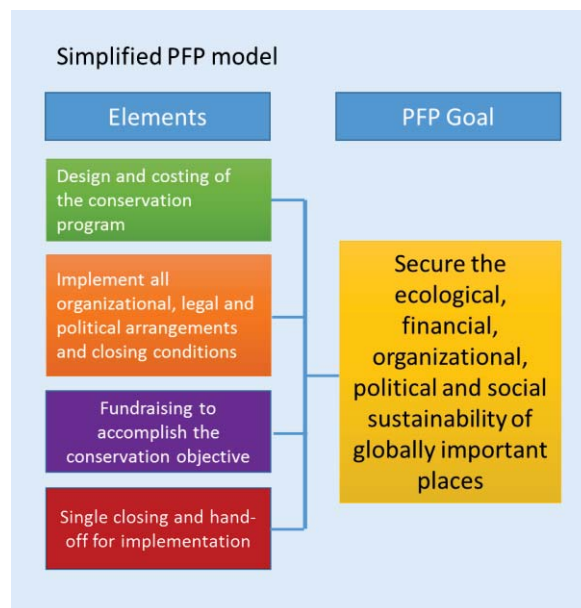 Simplified PFP model
Elements
PFP Goal
Design and costing of
the conservation
program
Implement all
organizational, legal and
political arrangements
and closing conditions
Fundraising to
accomplish the
conservation objective
Single closing and hand-
off for implementation
Secure the
ecological,
financial,
organizational,
political and social
sustainability of
globally important
places